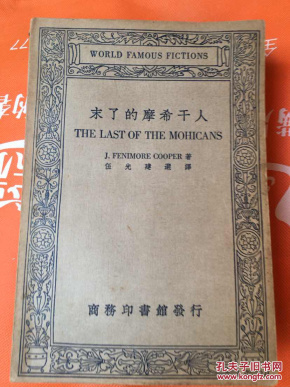 WORLD FAMOUS FICTIONS
末了的摩希干人
THE LAST OF THE MOHICANS
J. FENIMORE COOPER 著
伍光建選譯
商務印書館發行